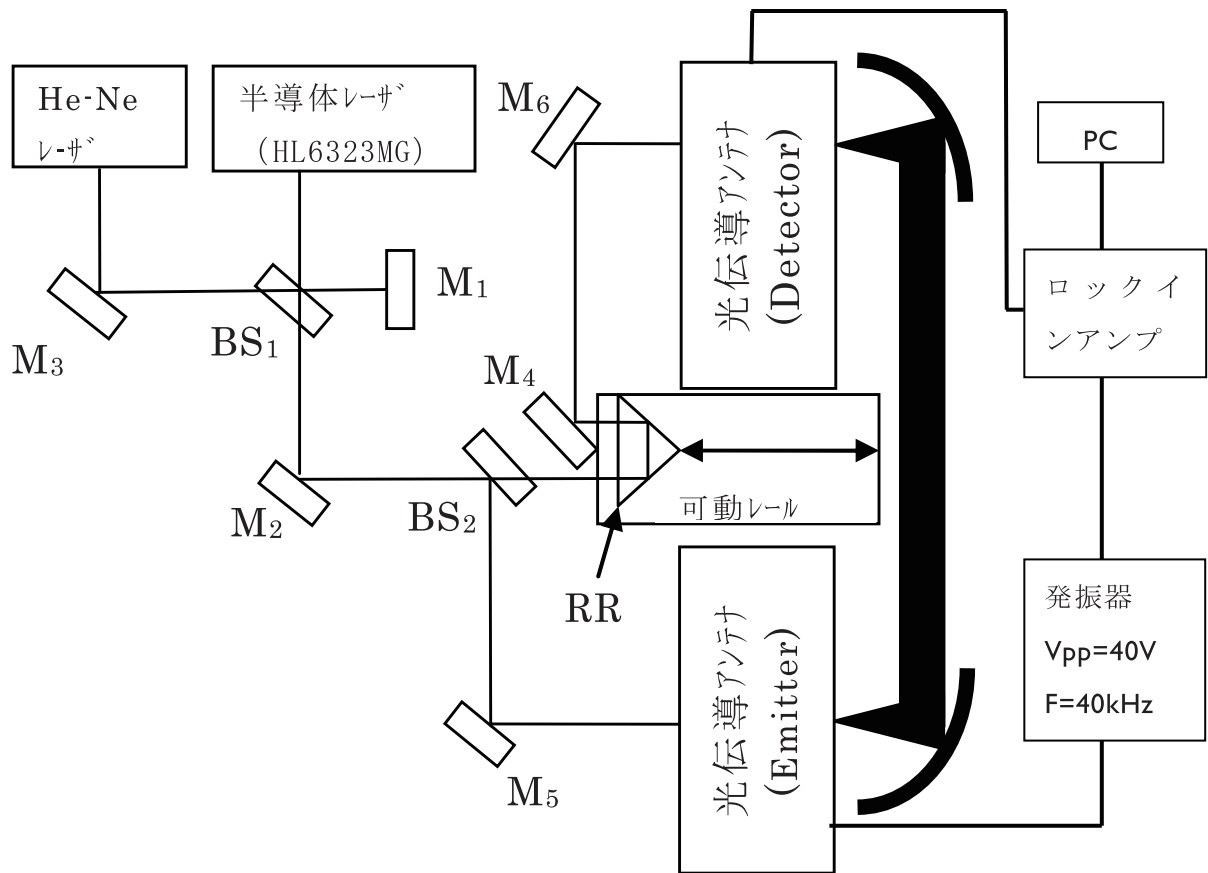 He-Ne
レーザ
半導体レーザ
(HL6323MG)
M6
光伝導アンテナ
(Detector)
PC
M1
BS1
M3
ロックイ
ンアンプ
M4
M2
BS2
可動レール
RR
光伝導アンテナ
(Emitter)
発振器
Vpp=40V
F=40kHz
M5